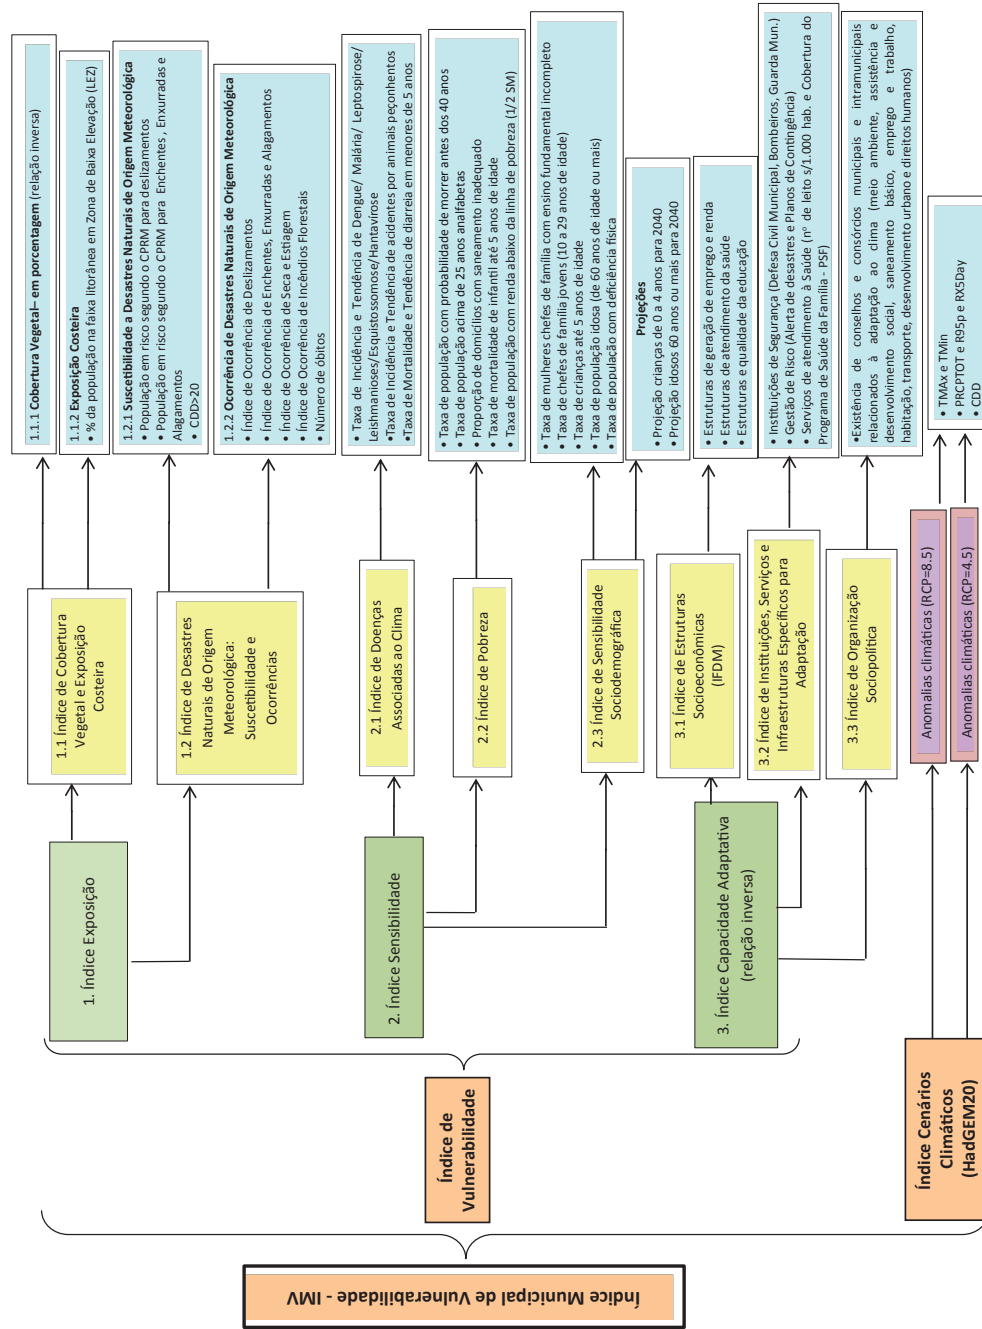 Índice Municipal de Vulnerabilidade - IMV
Índice de
Vulnerabilidade
Índice Cenários
Climáticos
(HadGEM20)
1. Índice Exposição
2. Índice Sensibilidade
3. Índice Capacidade Adaptativa
(relação inversa)
1.1 Índice de Cobertura
Vegetal e Exposição
Costeira
1.2 Índice de Desastres
Naturais de Origem
Meteorológica:
Suscetibilidade e
Ocorrências
2.1 Índice de Doenças
Associadas ao Clima
2.2 Índice de Pobreza
2.3 Índice de Sensibilidade
Sociodemográfica
3.1 Índice de Estruturas
Socioeconômicas
(IFDM)
3.2 Índice de Instituições, Serviços e
Infraestruturas Específicos para
Adaptação
3.3 Índice de Organização
Sociopolítica
Anomalias climáticas (RCP=8.5)
Anomalias climáticas (RCP=4.5)
1.1.1 Cobertura Vegetal– em porcentagem (relação inversa)
1.1.2 Exposição Costeira
• % da população na faixa litorânea em Zona de Baixa Elevação (LEZ)
1.2.1 Suscetibilidade a Desastres Naturais de Origem Meteorológica
• População em risco segundo o CPRM para deslizamentos
• População em risco segundo o CPRM para Enchentes , Enxurradas e
Alagamentos
• CDD>20
1.2.2 Ocorrência de Desastres Naturais de Origem Meteorológica
• Índice de Ocorrência de Deslizamentos
• Índice de Ocorrência de Enchentes, Enxurradas e Alagamentos
• Índice de Ocorrência de Seca e Estiagem
• Índice de Ocorrência de Incêndios Florestais
• Número de óbitos
• Taxa de Incidência e Tendência de Dengue/ Malária/ Leptospirose/
Leishmanioses/Esquistossomose/Hantavirose
•Taxa de Incidência e Tendência de acidentes por animais peçonhentos
•Taxa de Mortalidade e Tendência de diarreia em menores de 5 anos
• Taxa de população com probabilidade de morrer antes dos 40 anos
• Taxa de população acima de 25 anos analfabetas
• Proporção de domicílios com saneamento inadequado
• Taxa de mortalidade de infantil até 5 anos de idade
• Taxa de população com renda abaixo da linha de pobreza (1/2 SM)
• Taxa de mulheres chefes de família com ensino fundamental incompleto
• Taxa de chefes de família jovens (10 a 29 anos de idade)
• Taxa de crianças até 5 anos de idade
• Taxa de população idosa (de 60 anos de idade ou mais)
• Taxa de população com deficiência física
Projeções
• Projeção crianças de 0 a 4 anos para 2040
• Projeção idosos 60 anos ou mais para 2040
• Estruturas de geração de emprego e renda
• Estruturas de atendimento da saúde
• Estruturas e qualidade da educação
• Instituições de Segurança (Defesa Civil Municipal, Bombeiros, Guarda Mun.)
• Gestão de Risco (Alerta de desastres e Planos de Contingência)
• Serviços de atendimento à Saúde (nº de leito s/1.000 hab. e Cobertura do
Programa de Saúde da Família - PSF)
•Existência de conselhos e consórcios municipais e intramunicipais
relacionados à adaptação ao clima (meio ambiente, assistência e
desenvolvimento social, saneamento básico, emprego e trabalho,
habitação, transporte, desenvolvimento urbano e direitos humanos)
• TMAx e TMin
• PRCPTOT e R95p e RX5Day
• CDD